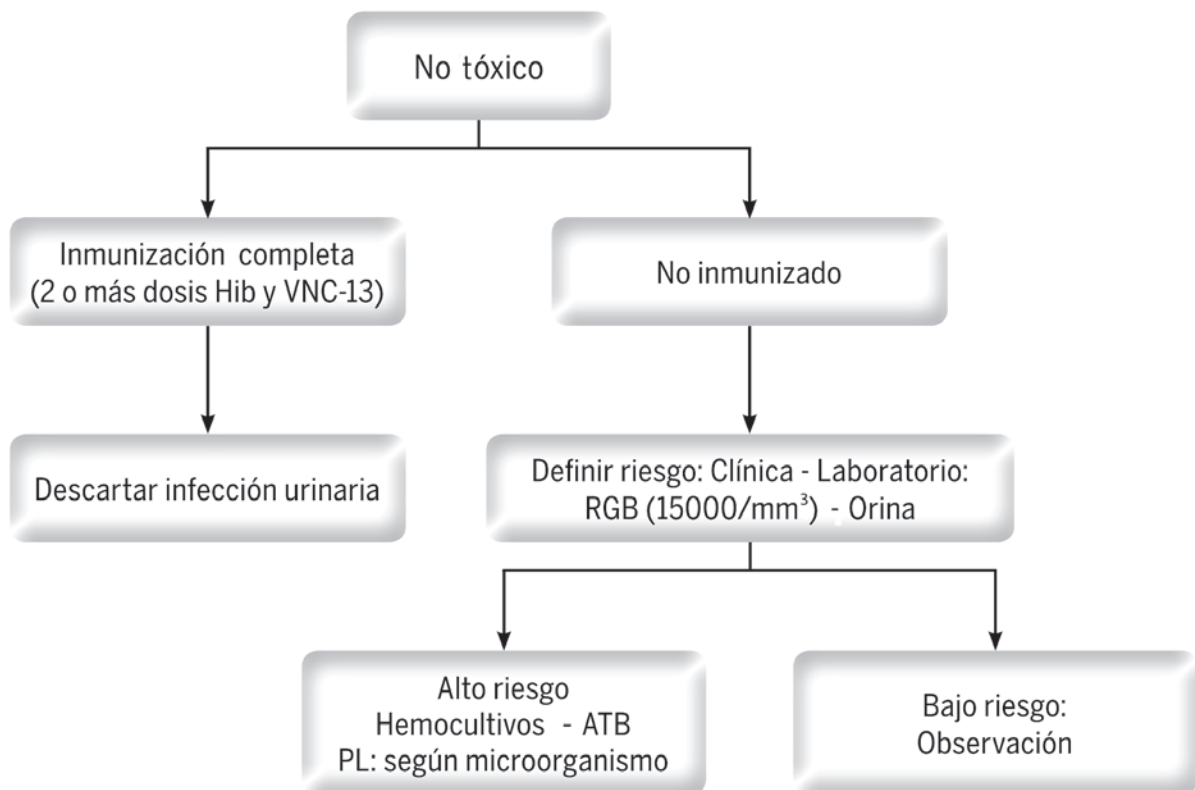 No tóxico
Inmunización completa
(2 o más dosis Hib y VNC-13)
No inmunizado
Descartar infección urinaria
Definir riesgo: Clínica - Laboratorio:
RGB (15000/mm³) - Orina
Alto riesgo
Hemocultivos - ATB
PL: según microorganismo
Bajo riesgo:
Observación